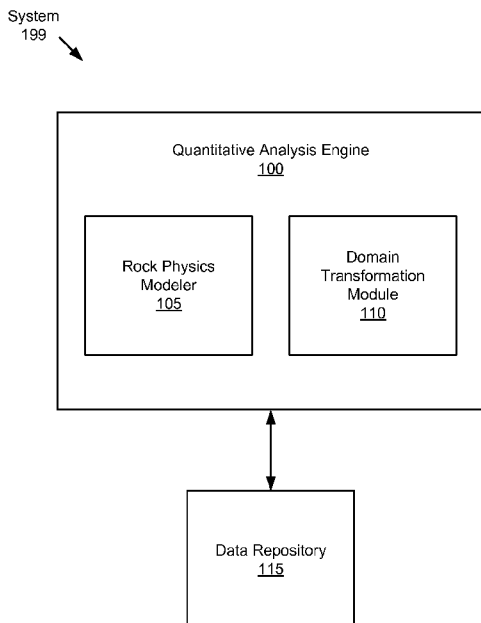 System
199
Quantitative Analysis Engine
100
Rock Physics
Modeler
105
Domain
Transformation
Module
110
Data Repository
115